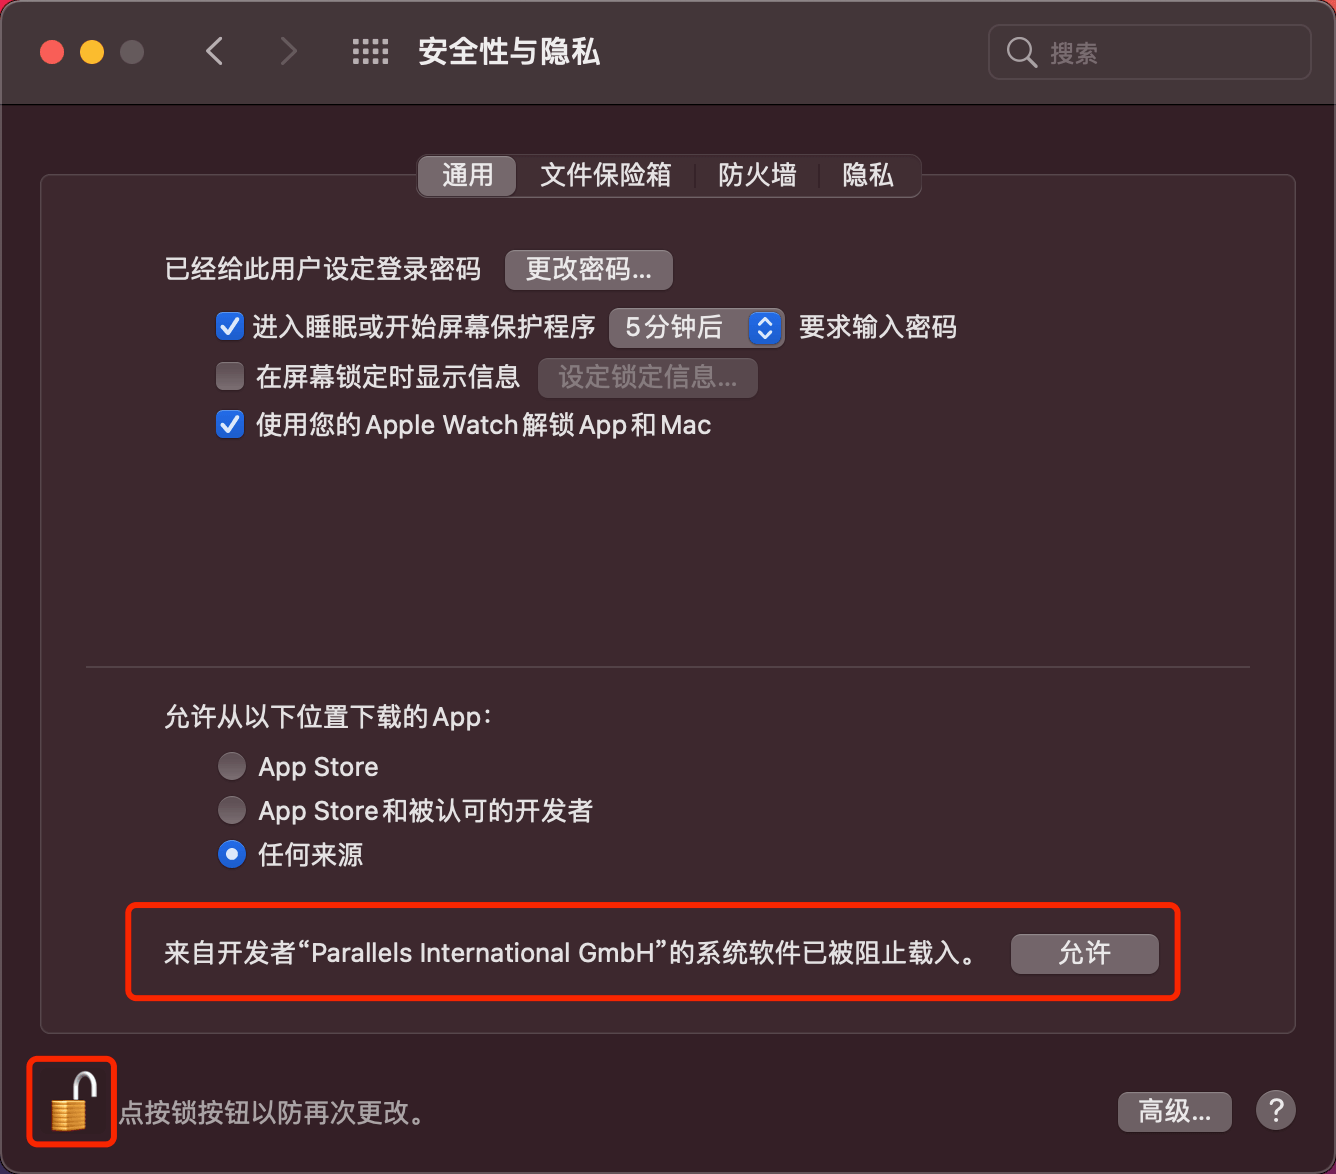 安全性与隐私
搜索
通用 文件保险箱 防火墙 隐私
已经给此用户设定登录密码 更改密码...
进入睡眠或开始屏幕保护程序 5分钟后 要求输入密码
在屏幕锁定时显示信息 设定锁定信息...
使用您的Apple Watch解锁App和Mac
允许从以下位置下载的App：
App Store
App Store和被认可的开发者
任何来源
来自开发者“Parallels International GmbH”的系统软件已被阻止载入。 允许
点按锁按钮以防再次更改。 高级... ?